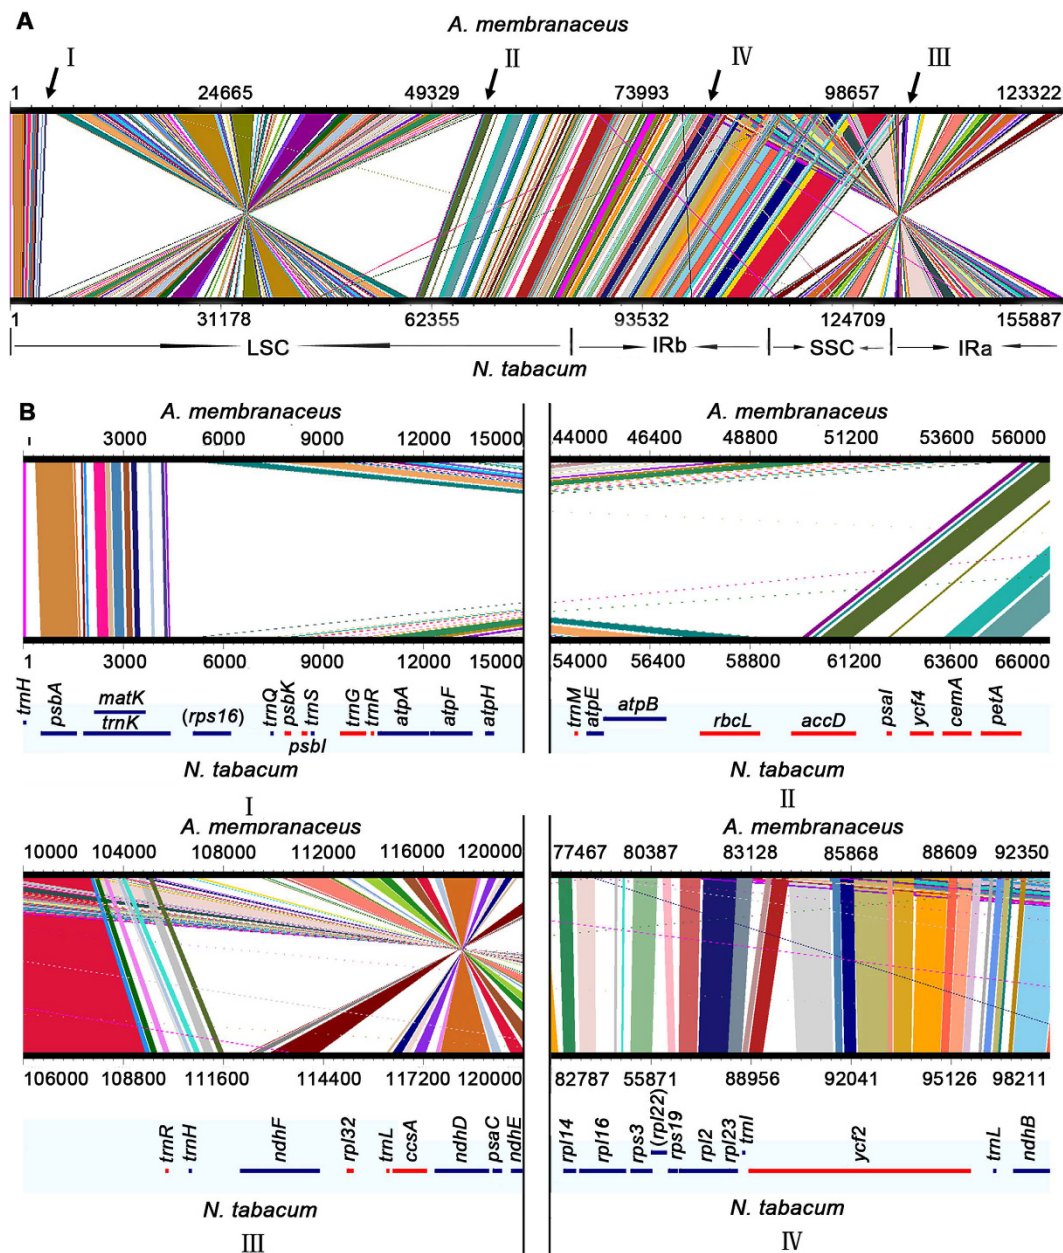 A
A. membranaceus
I II IV III
1 24665 49329 73993 98657 123322
1 31178 62355 93532 124709 155887
LSC IRb SSC IRa
N. tabacum
B
A. membranaceus
- 3000 6000 9000 12000 15000
1 3000 6000 9000 12000 15000
trnH psbA matK trnK (rps16) trnQ psbK psbI trnS trnG trnR atpA atpF atpH
N. tabacum
I
A. membranaceus
44000 46400 48800 51200 53600 56000
54000 56400 58800 61200 63600 66000
trnM atpE atpB rbcL accD psaI ycf4 cemA petA
N. tabacum
II
A. membranaceus
10000 104000 108000 112000 116000 120000
106000 108800 111600 114400 117200 120000
trnR trnH ndhF rpl32 trnL ccsA ndhD psaC ndhE
N. tabacum
III
A. membranaceus
77467 80387 83128 85868 88609 92350
82787 55871 88956 92041 95126 98211
rpl14 rpl16 rps3 (rpl22) rps19 rpl2 rpl23 trnI ycf2 trnL ndhB
N. tabacum
IV